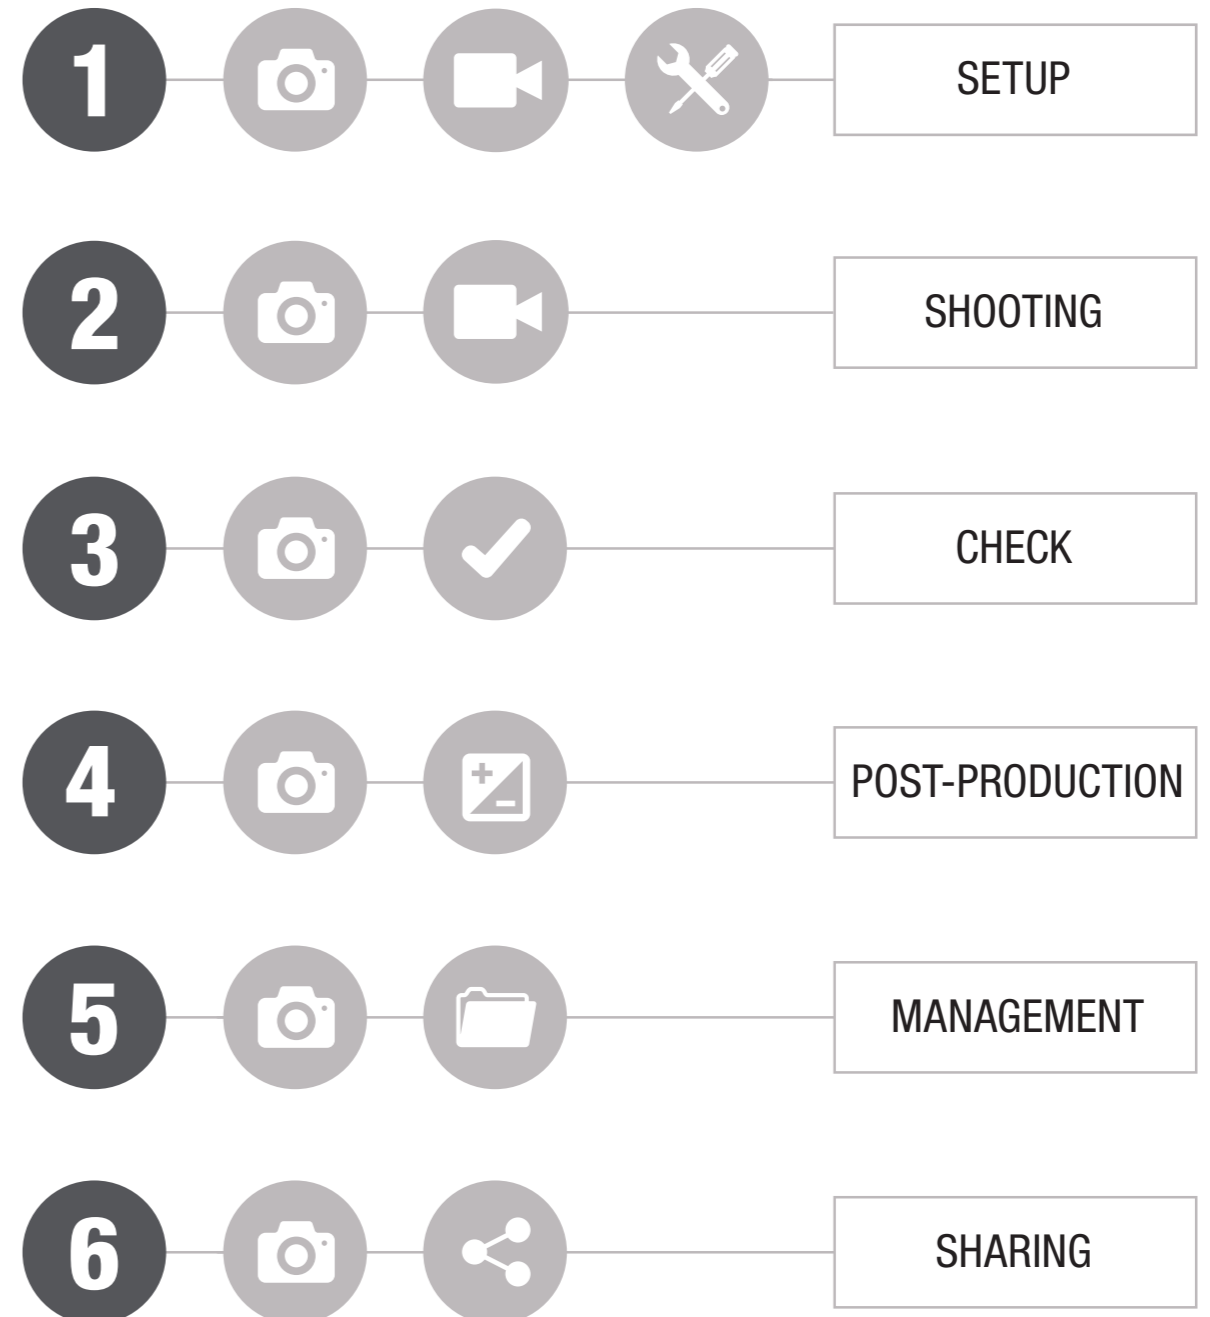 1 SETUP
2 SHOOTING
3 CHECK
4 POST-PRODUCTION
5 MANAGEMENT
6 SHARING